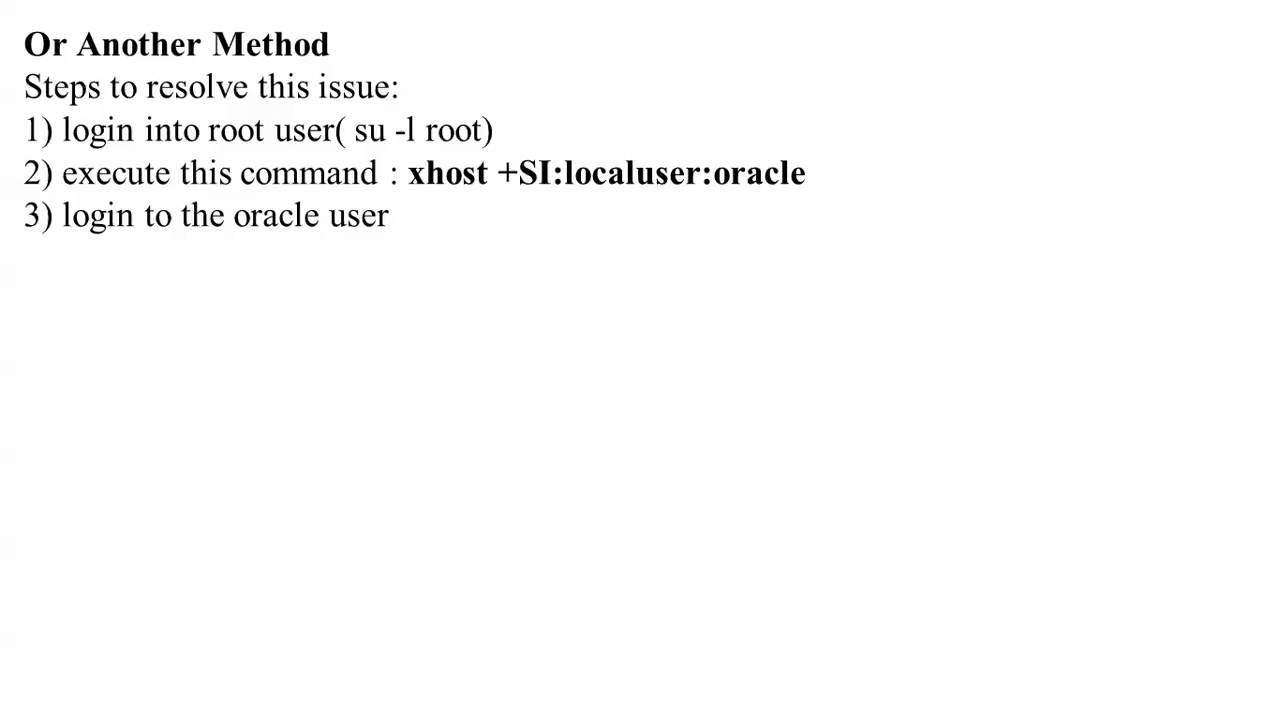 Or Another Method
Steps to resolve this issue:
1) login into root user( su -l root)
2) execute this command : xhost +SI:localuser:oracle
3) login to the oracle user